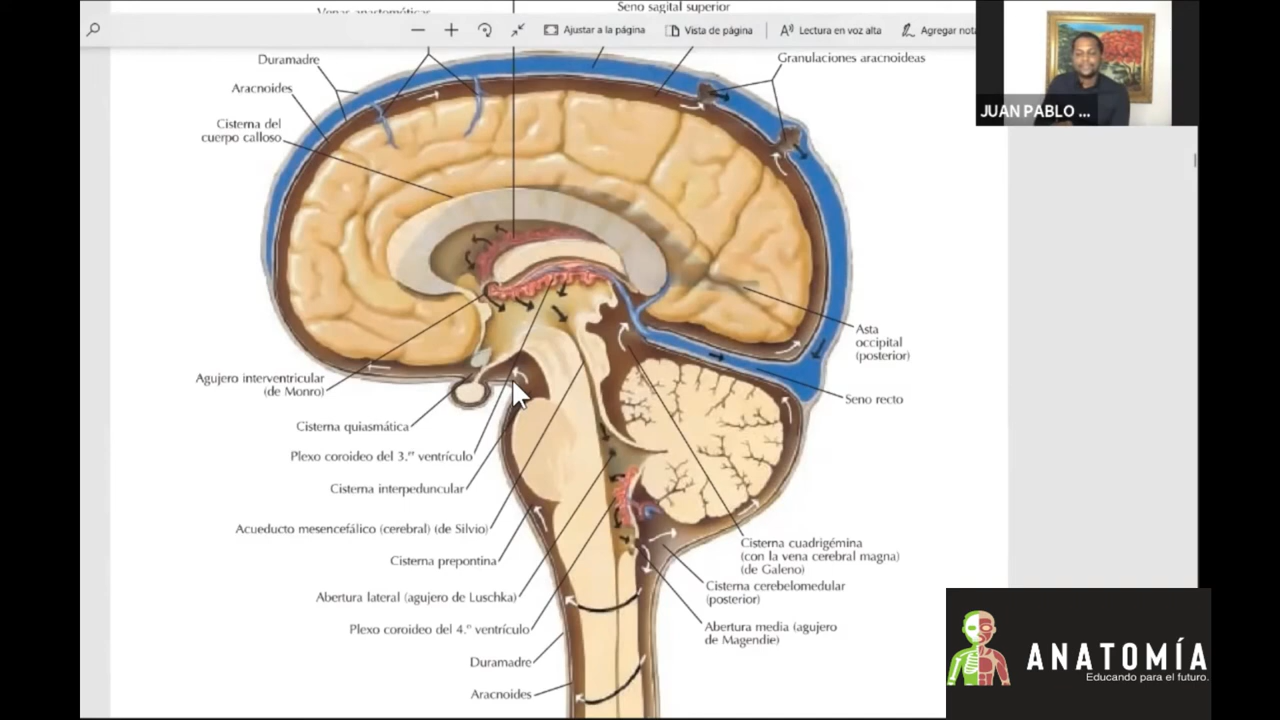 Venas anastomóticas
Seno sagital superior
Ajustar a la página
Vista de página
Lectura en voz alta
Agregar nota
Duramadre
Aracnoides
Cisterna del
cuerpo calloso
Granulaciones aracnoideas
JUAN PABLO ...
Asta
occipital
(posterior)
Agujero interventricular
(de Monro)
Seno recto
Cisterna quiasmática
Plexo coroideo del 3.er ventrículo
Cisterna interpeduncular
Acueducto mesencefálico (cerebral) (de Silvio)
Cisterna prepontina
Abertura lateral (agujero de Luschka)
Plexo coroideo del 4.º ventrículo
Duramadre
Aracnoides
Cisterna cuadrigémina
(con la vena cerebral magna)
(de Galeno)
Cisterna cerebelomedular
(posterior)
Abertura media (agujero
de Magendie)
ANATOMÍA
Educando para el futuro.